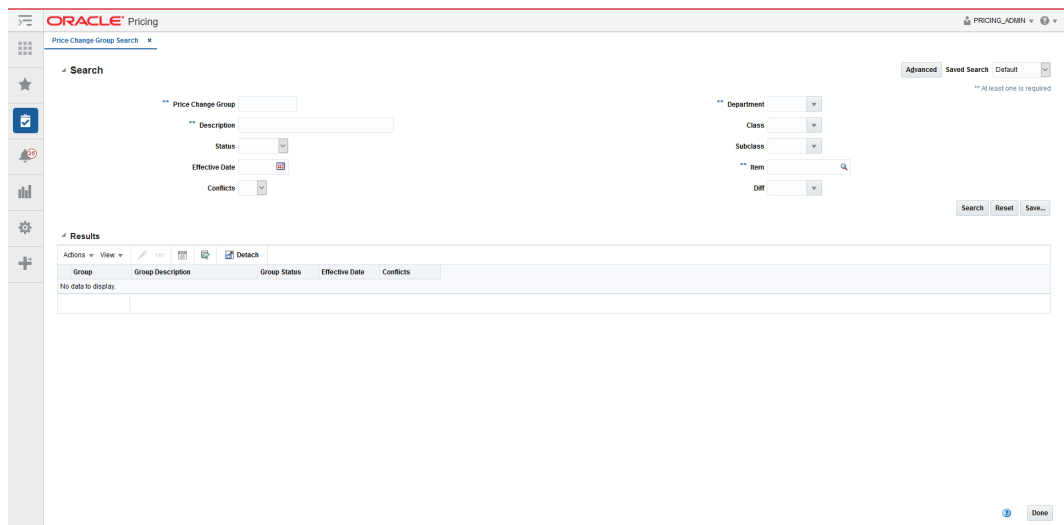 ORACLE® Pricing
PRICING_ADMIN
Price Change Group Search ×
Search
Advanced Saved Search Default
** At least one is required
** Price Change Group
** Description
Status
Effective Date
Conflicts
** Department
Class
Subclass
** Item
Diff
25
Search Reset Save...
Results
Actions View Detach
Group Group Description Group Status Effective Date Conflicts
No data to display.
? Done